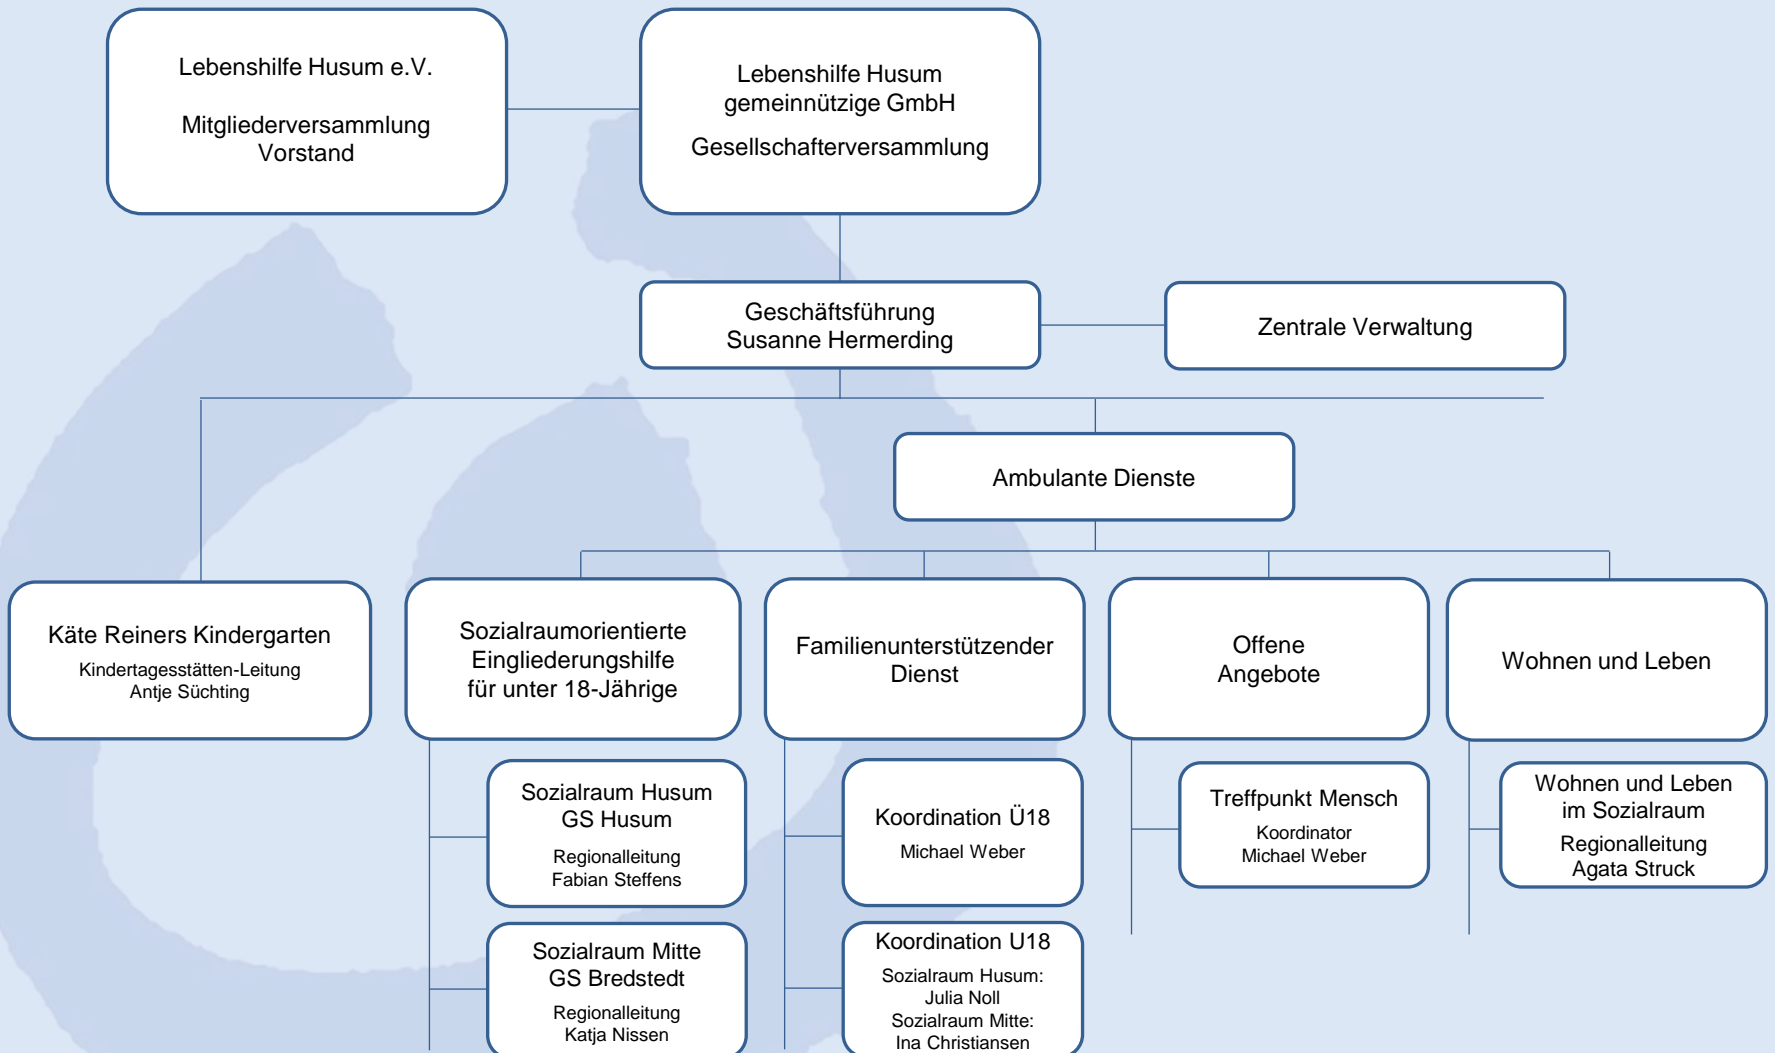 Lebenshilfe Husum e.V.
Mitgliederversammlung
Vorstand
Lebenshilfe Husum
gemeinnützige GmbH
Gesellschafterversammlung
Geschäftsführung
Susanne Hermerding
Zentrale Verwaltung
Ambulante Dienste
Käte Reiners Kindergarten
Kindertagesstätten-Leitung
Antje Süchting
Sozialraumorientierte
Eingliederungshilfe
für unter 18-Jährige
Familienunterstützender
Dienst
Offene
Angebote
Wohnen und Leben
Sozialraum Husum
GS Husum
Regionalleitung
Fabian Steffens
Koordination Ü18
Michael Weber
Treffpunkt Mensch
Koordinator
Michael Weber
Wohnen und Leben
im Sozialraum
Regionalleitung
Agata Struck
Sozialraum Mitte
GS Bredstedt
Regionalleitung
Katja Nissen
Koordination U18
Sozialraum Husum:
Julia Noll
Sozialraum Mitte:
Ina Christiansen